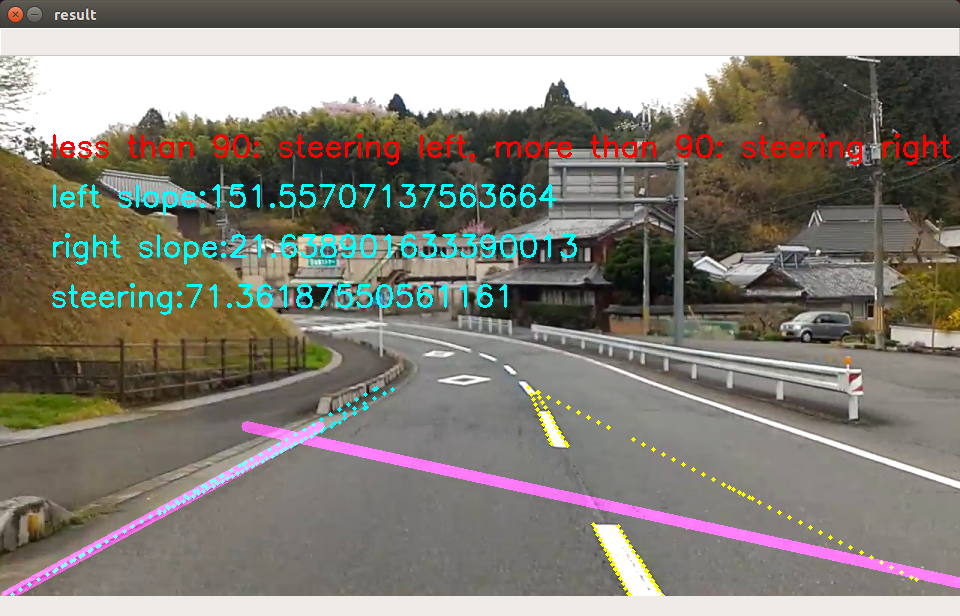 result
less than 90: steering left, more than 90: steering right
left slope:151.55707137563664
right slope:21.638901633390013
steering:71.36187550561161